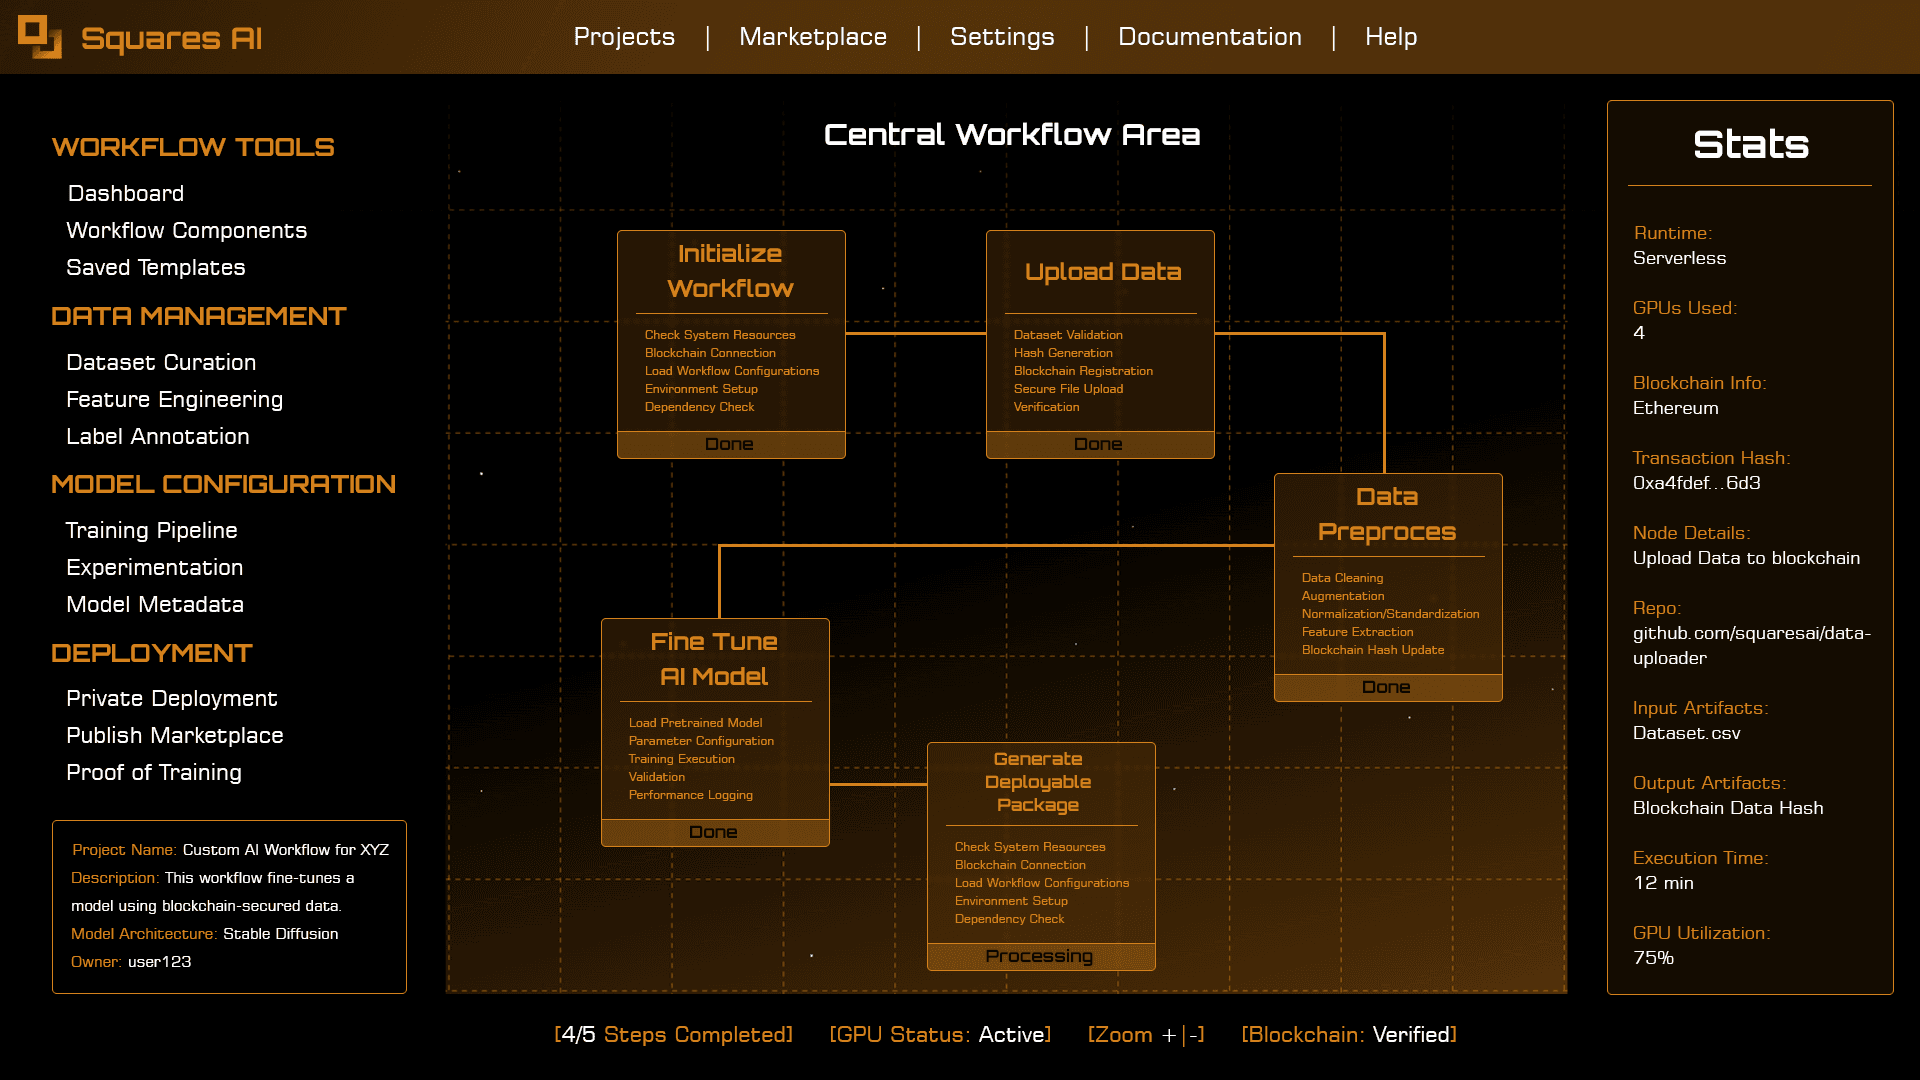 Squares AI
Projects | Marketplace | Settings | Documentation | Help
WORKFLOW TOOLS
Dashboard
Workflow Components
Saved Templates
DATA MANAGEMENT
Dataset Curation
Feature Engineering
Label Annotation
MODEL CONFIGURATION
Training Pipeline
Experimentation
Model Metadata
DEPLOYMENT
Private Deployment
Publish Marketplace
Proof of Training
Project Name: Custom AI Workflow for XYZ
Description: This workflow fine-tunes a
model using blockchain-secured data.
Model Architecture: Stable Diffusion
Owner: user123
Central Workflow Area
Initialize
Workflow
Check System Resources
Blockchain Connection
Load Workflow Configurations
Environment Setup
Dependency Check
Done
Upload Data
Dataset Validation
Hash Generation
Blockchain Registration
Secure File Upload
Verification
Done
Data
Preproces
Data Cleaning
Augmentation
Normalization/Standardization
Feature Extraction
Blockchain Hash Update
Done
Fine Tune
AI Model
Load Pretrained Model
Parameter Configuration
Training Execution
Validation
Performance Logging
Done
Generate
Deployable
Package
Check System Resources
Blockchain Connection
Load Workflow Configurations
Environment Setup
Dependency Check
Processing
Stats
Runtime:
Serverless
GPUs Used:
4
Blockchain Info:
Ethereum
Transaction Hash:
0xa4fdef...6d3
Node Details:
Upload Data to blockchain
Repo:
github.com/squaresai/data-
uploader
Input Artifacts:
Dataset.csv
Output Artifacts:
Blockchain Data Hash
Execution Time:
12 min
GPU Utilization:
75%
[4/5 Steps Completed] [GPU Status: Active] [Zoom +|-] [Blockchain: Verified]